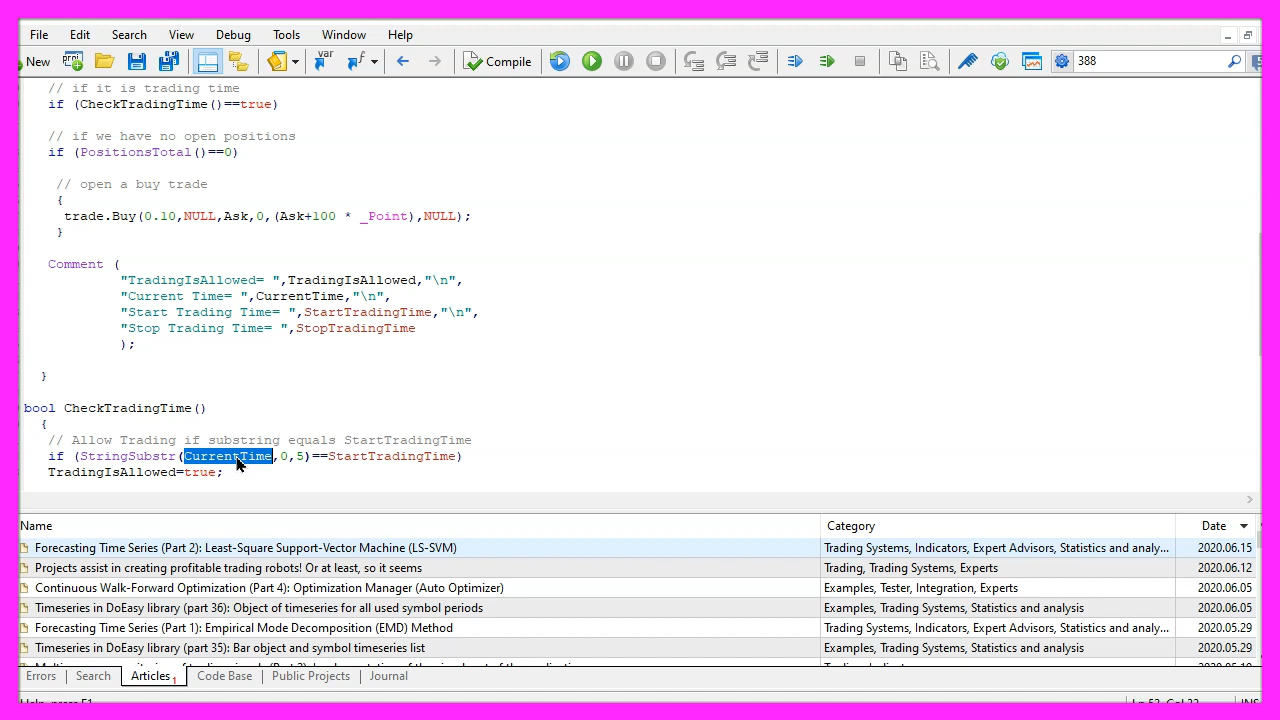 File Edit Search View Debug Tools Window Help
New Compile 388
// if it is trading time
if (CheckTradingTime()==true)
// if we have no open positions
if (PositionsTotal()==0)
// open a buy trade
{
trade.Buy(0.10,NULL,Ask,0,(Ask+100 * _Point),NULL);
}
Comment (
"TradingIsAllowed= ",TradingIsAllowed,"\n",
"Current Time= ",CurrentTime,"\n",
"Start Trading Time= ",StartTradingTime,"\n",
"Stop Trading Time= ",StopTradingTime
);
}
bool CheckTradingTime()
{
// Allow Trading if substring equals StartTradingTime
if (StringSubstr(CurrentTime,0,5)==StartTradingTime)
TradingIsAllowed=true;
Name Category Date
Forecasting Time Series (Part 2): Least-Square Support-Vector Machine (LS-SVM) Trading Systems, Indicators, Expert Advisors, Statistics and analy... 2020.06.15
Projects assist in creating profitable trading robots! Or at least, so it seems Trading, Trading Systems, Experts 2020.06.12
Continuous Walk-Forward Optimization (Part 4): Optimization Manager (Auto Optimizer) Examples, Tester, Integration, Experts 2020.06.05
Timeseries in DoEasy library (part 36): Object of timeseries for all used symbol periods Examples, Trading Systems, Statistics and analysis 2020.06.05
Forecasting Time Series (Part 1): Empirical Mode Decomposition (EMD) Method Trading Systems, Indicators, Expert Advisors, Statistics and analy... 2020.05.29
Timeseries in DoEasy library (part 35): Bar object and symbol timeseries list Examples, Trading Systems, Statistics and analysis 2020.05.29
Errors Search Articles 1 Code Base Public Projects Journal